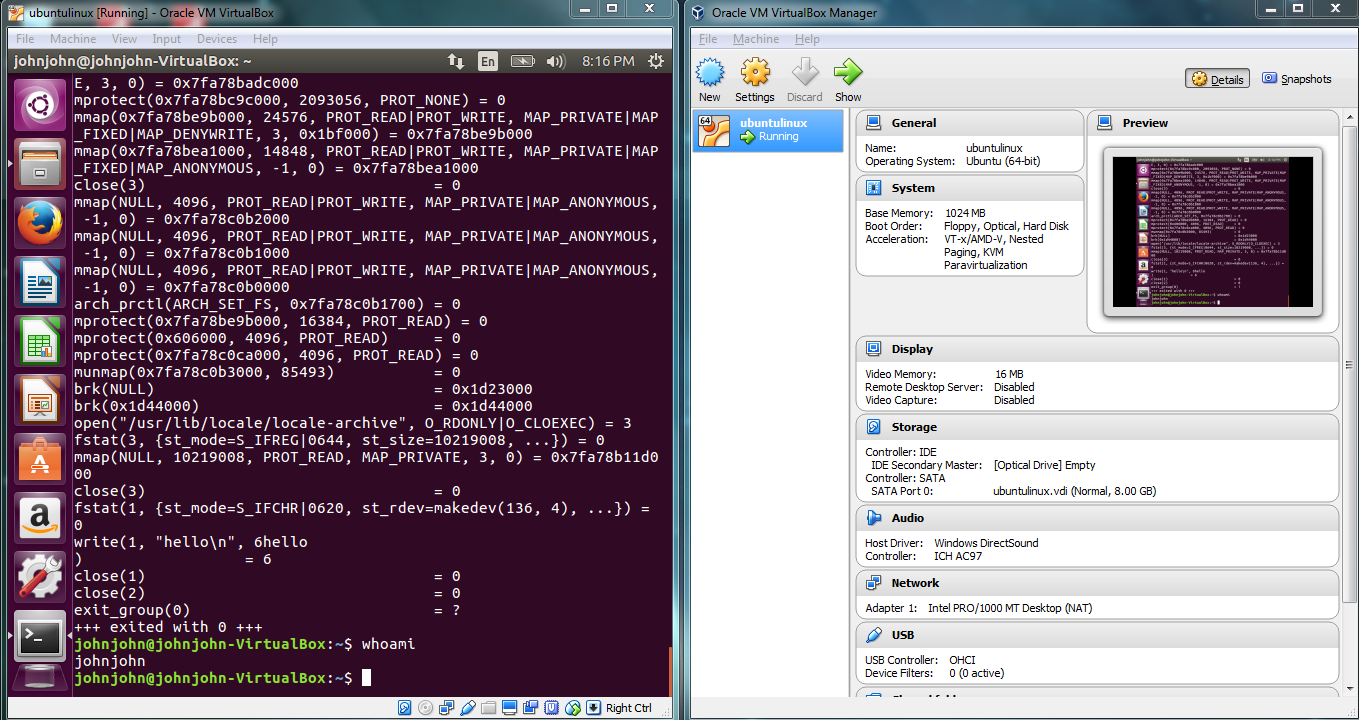 ubuntulinux [Running] - Oracle VM VirtualBox
File Machine View Input Devices Help
johnjohn@johnjohn-VirtualBox: ~ En 8:16 PM
E, 3, 0) = 0x7fa78badc000
mprotect(0x7fa78bc9c000, 2093056, PROT_NONE) = 0
mmap(0x7fa78be9b000, 24576, PROT_READ|PROT_WRITE, MAP_PRIVATE|MAP
_FIXED|MAP_DENYWRITE, 3, 0x1bf000) = 0x7fa78be9b000
mmap(0x7fa78bea1000, 14848, PROT_READ|PROT_WRITE, MAP_PRIVATE|MAP
_FIXED|MAP_ANONYMOUS, -1, 0) = 0x7fa78bea1000
close(3) = 0
mmap(NULL, 4096, PROT_READ|PROT_WRITE, MAP_PRIVATE|MAP_ANONYMOUS,
-1, 0) = 0x7fa78c0b2000
mmap(NULL, 4096, PROT_READ|PROT_WRITE, MAP_PRIVATE|MAP_ANONYMOUS,
-1, 0) = 0x7fa78c0b1000
mmap(NULL, 4096, PROT_READ|PROT_WRITE, MAP_PRIVATE|MAP_ANONYMOUS,
-1, 0) = 0x7fa78c0b0000
arch_prctl(ARCH_SET_FS, 0x7fa78c0b1700) = 0
mprotect(0x7fa78be9b000, 16384, PROT_READ) = 0
mprotect(0x606000, 4096, PROT_READ) = 0
mprotect(0x7fa78c0ca000, 4096, PROT_READ) = 0
munmap(0x7fa78c0b3000, 85493) = 0
brk(NULL) = 0x1d23000
brk(0x1d44000) = 0x1d44000
open("/usr/lib/locale/locale-archive", O_RDONLY|O_CLOEXEC) = 3
fstat(3, {st_mode=S_IFREG|0644, st_size=10219008, ...}) = 0
mmap(NULL, 10219008, PROT_READ, MAP_PRIVATE, 3, 0) = 0x7fa78b11d0
00
close(3) = 0
fstat(1, {st_mode=S_IFCHR|0620, st_rdev=makedev(136, 4), ...}) =
0
write(1, "hello\n", 6hello
) = 6
close(1) = 0
close(2) = 0
exit_group(0) = ?
+++ exited with 0 +++
johnjohn@johnjohn-VirtualBox:~$ whoami
johnjohn
johnjohn@johnjohn-VirtualBox:~$
Right Ctrl
Oracle VM VirtualBox Manager
File Machine Help
New Settings Discard Show
Details Snapshots
64 ubuntulinux
Running
General
Name: ubuntulinux
Operating System: Ubuntu (64-bit)
System
Base Memory: 1024 MB
Boot Order: Floppy, Optical, Hard Disk
Acceleration: VT-x/AMD-V, Nested
Paging, KVM
Paravirtualization
Preview
Display
Video Memory: 16 MB
Remote Desktop Server: Disabled
Video Capture: Disabled
Storage
Controller: IDE
IDE Secondary Master: [Optical Drive] Empty
Controller: SATA
SATA Port 0: ubuntulinux.vdi (Normal, 8.00 GB)
Audio
Host Driver: Windows DirectSound
Controller: ICH AC97
Network
Adapter 1: Intel PRO/1000 MT Desktop (NAT)
USB
USB Controller: OHCI
Device Filters: 0 (0 active)